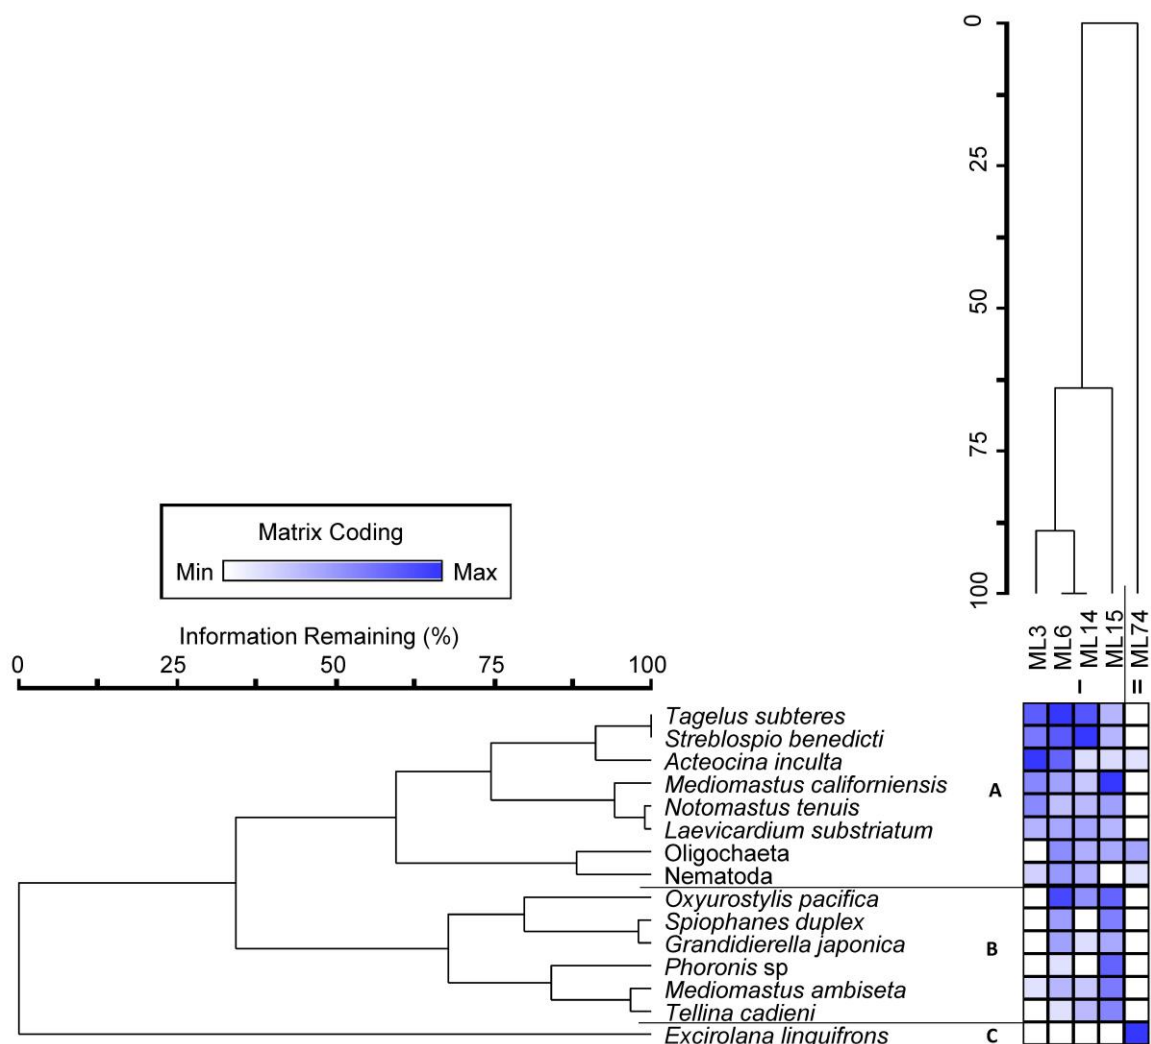 0
25
50
75
100
Matrix Coding
Min Max
Information Remaining (%)
0 25 50 75 100
ML3
ML6
ML14
ML15
ML74
I II
Tagelus subteres
Streblospio benedicti
Acteocina inculta
Mediomastus californiensis
A
Notomastus tenuis
Laevicardium substriatum
Oligochaeta
Nematoda
Oxyurostylis pacifica
Spiophanes duplex
Grandidierella japonica
B
Phoronis sp
Mediomastus ambiseta
Tellina cadieni
Excirolana linguifrons C